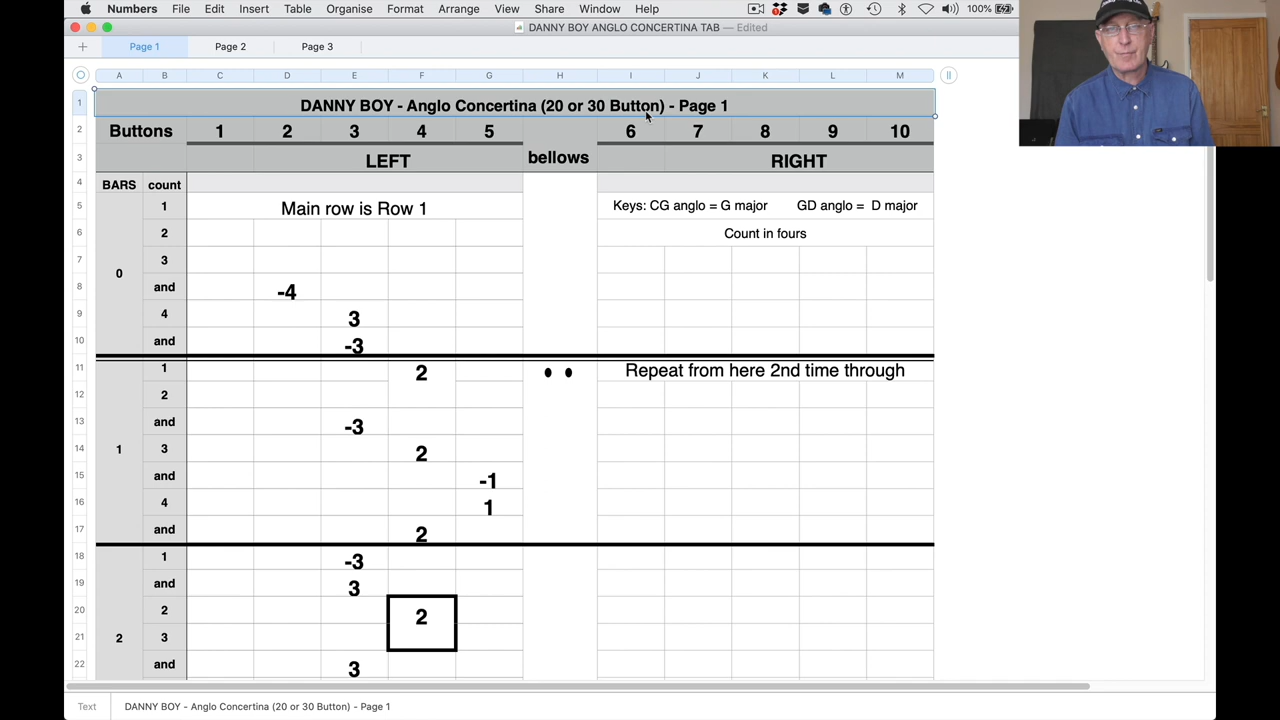 Numbers File Edit Insert Table Organise Format Arrange View Share Window Help 100%
DANNY BOY ANGLO CONCERTINA TAB — Edited
Page 1 Page 2 Page 3
A B C D E F G H I J K L M
1 DANNY BOY - Anglo Concertina (20 or 30 Button) - Page 1
2 Buttons 1 2 3 4 5 6 7 8 9 10
3 LEFT bellows RIGHT
4 BARS count
5 1 Main row is Row 1 Keys: CG anglo = G major GD anglo = D major
6 2 Count in fours
7 3
0
8 and -4
9 4 3
10 and -3
11 1 2 Repeat from here 2nd time through
12 2
13 and -3
14 1 3 2
15 and -1
16 4 1
17 and 2
18 1 -3
19 and 3
20 2 2
21 2 3
22 and 3
Text DANNY BOY - Anglo Concertina (20 or 30 Button) - Page 1